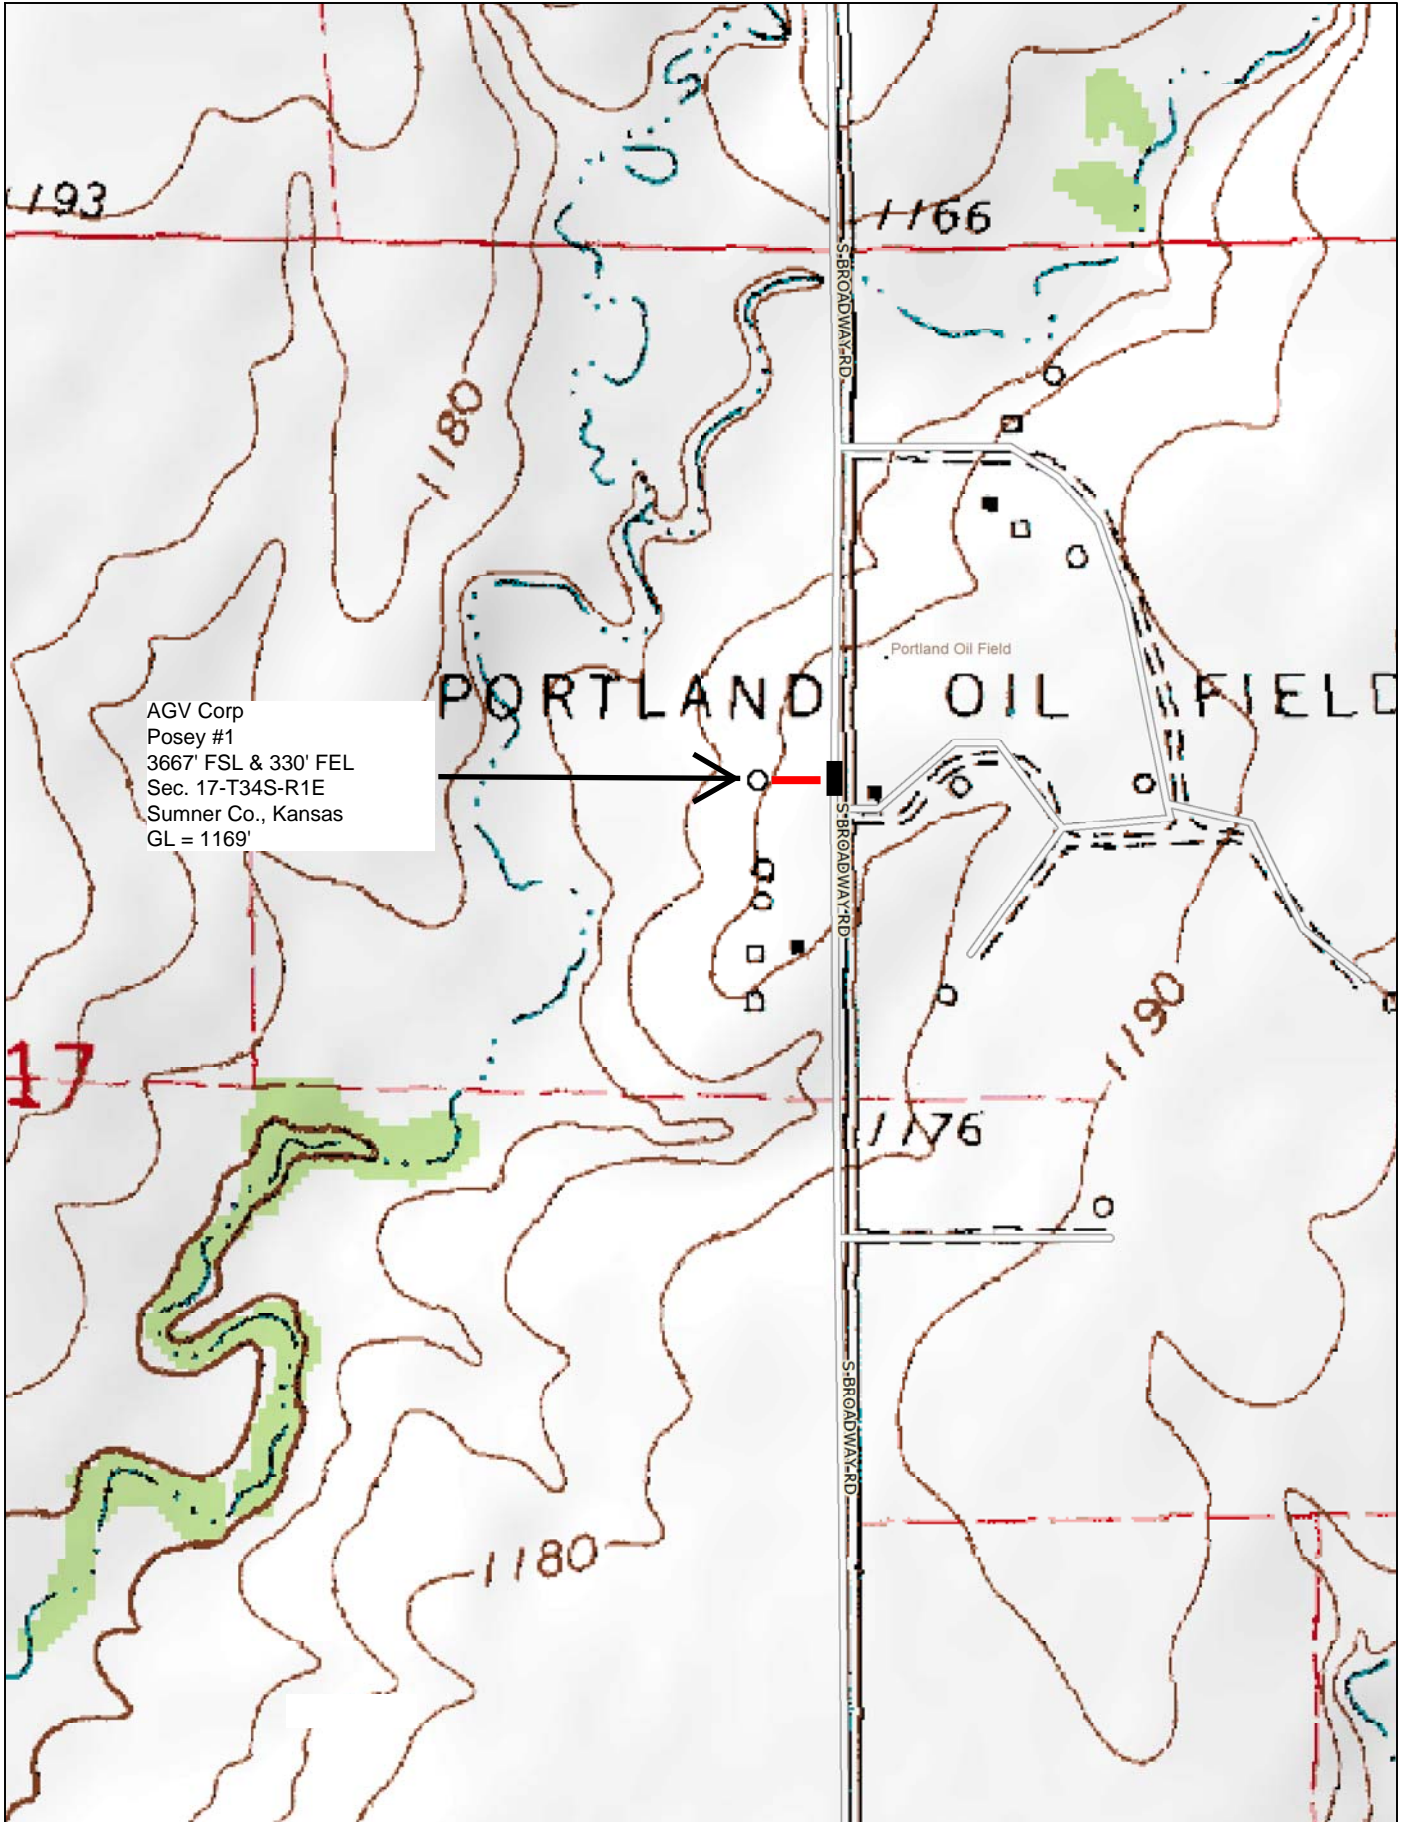 1193
1166
S-BROADWAY-RD
1180
Portland Oil Field
PORTLAND OIL FIELD
AGV Corp
Posey #1
3667' FSL & 330' FEL
Sec. 17-T34S-R1E
Sumner Co., Kansas
GL = 1169'
S-BROADWAY-RD
1190
17
1176
S-BROADWAY-RD
1180